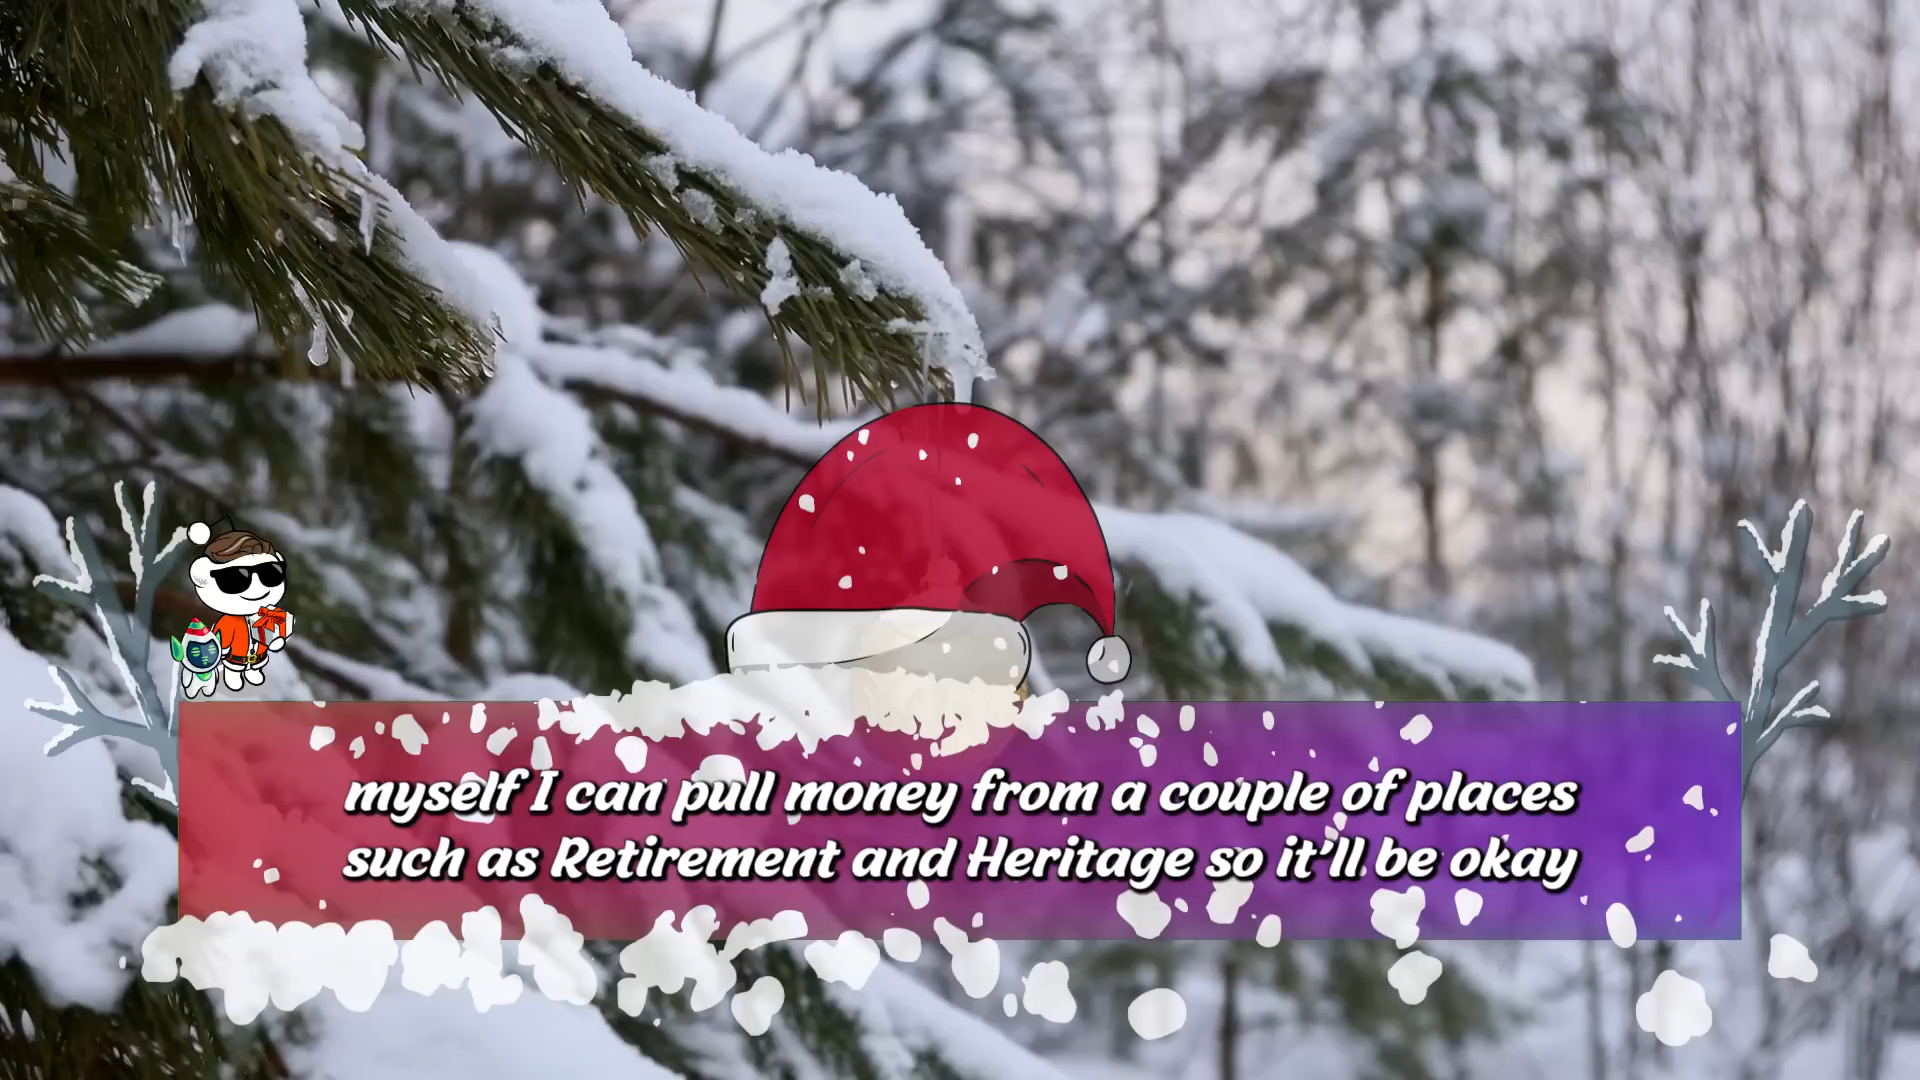 myself I can pull money from a couple of places
such as Retirement and Heritage so it'll be okay